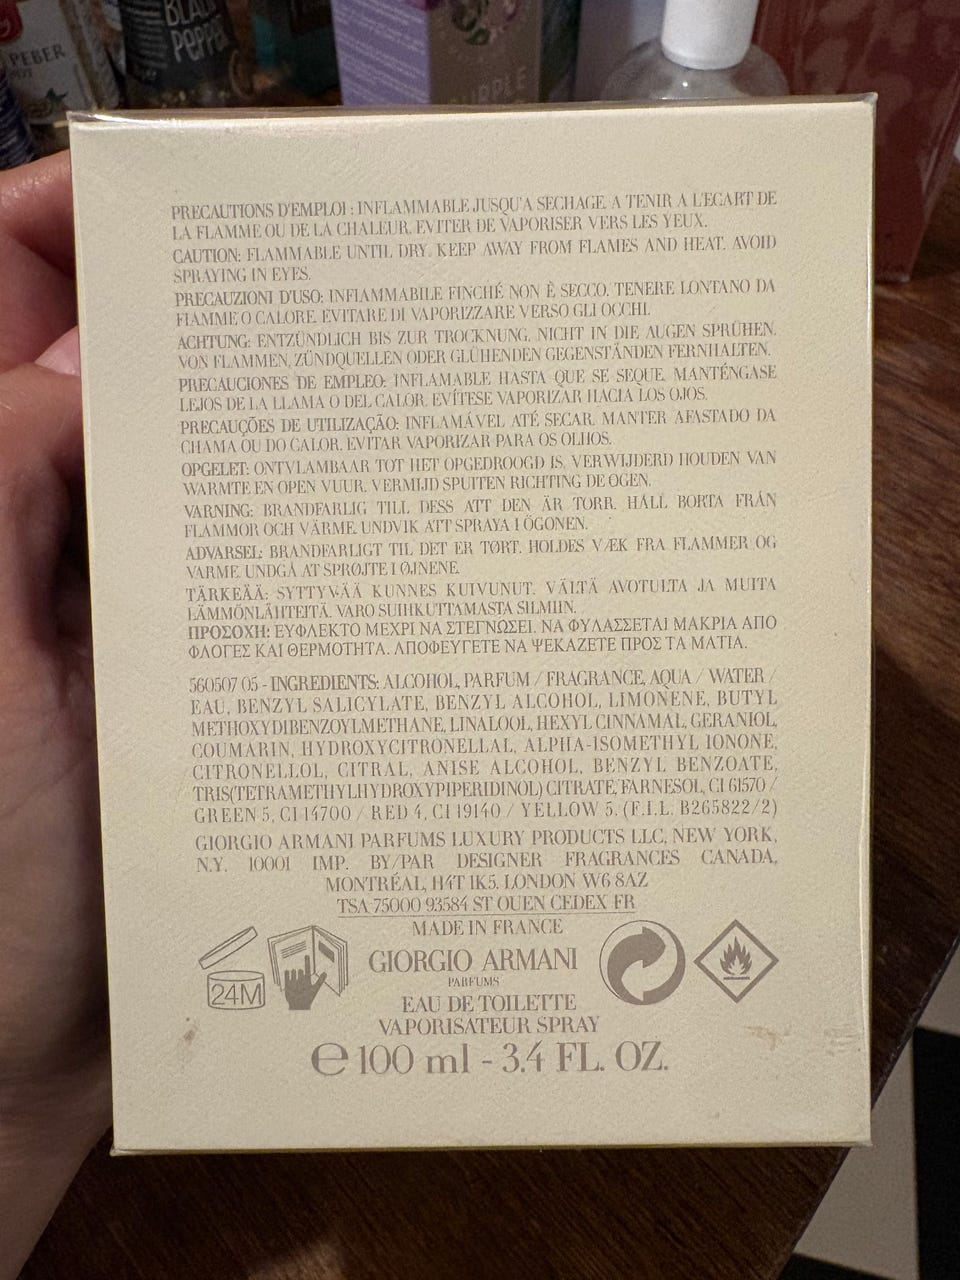 PEBER
BLACK
PePPeR
PRECAUTIONS D'EMPLOI : INFLAMMABLE JUSQU'A SECHAGE. A TENIR A L'ECART DE
LA FLAMME OU DE LA CHALEUR. EVITER DE VAPORISER VERS LES YEUX.
CAUTION: FLAMMABLE UNTIL DRY. KEEP AWAY FROM FLAMES AND HEAT. AVOID
SPRAYING IN EYES.
PRECAUZIONI D'USO: INFIAMMABILE FINCHÉ NON È SECCO. TENERE LONTANO DA
FIAMME O CALORE. EVITARE DI VAPORIZZARE VERSO GLI OCCHI.
ACHTUNG: ENTZÜNDLICH BIS ZUR TROCKNUNG. NICHT IN DIE AUGEN SPRÜHEN.
VON FLAMMEN, ZÜNDQUELLEN ODER GLÜHENDEN GEGENSTÄNDEN FERNHALTEN.
PRECAUCIONES DE EMPLEO: INFLAMABLE HASTA QUE SE SEQUE. MANTÉNGASE
LEJOS DE LA LLAMA O DEL CALOR. EVÍTESE VAPORIZAR HACIA LOS OJOS.
PRECAUÇÕES DE UTILIZAÇÃO: INFLAMÁVEL ATÉ SECAR. MANTER AFASTADO DA
CHAMA OU DO CALOR. EVITAR VAPORIZAR PARA OS OLHOS.
OPGELET: ONTVLAMBAAR TOT HET OPGEDROOGD IS. VERWIJDERD HOUDEN VAN
WARMTE EN OPEN VUUR. VERMIJD SPUITEN RICHTING DE OGEN.
VARNING: BRANDFARLIG TILL DESS ATT DEN ÄR TORR. HÅLL BORTA FRÅN
FLAMMOR OCH VÄRME. UNDVIK ATT SPRAYA I ÖGONEN.
ADVARSEL: BRANDFARLIGT TIL DET ER TØRT. HOLDES VÆK FRA FLAMMER OG
VARME. UNDGÅ AT SPRØJTE I ØJNENE.
TÄRKEÄÄ: SYTTYVÄÄ KUNNES KUIVUNUT. VÄLTÄ AVOTULTA JA MUITA
LÄMMÖNLÄHTEITÄ. VARO SUIHKUTTAMASTA SILMIIN.
ΠΡΟΣΟΧΗ: ΕΥΦΛΕΚΤΟ ΜΕΧΡΙ ΝΑ ΣΤΕΓΝΩΣΕΙ. ΝΑ ΦΥΛΑΣΣΕΤΑΙ ΜΑΚΡΙΑ ΑΠΟ
ΦΛΟΓΕΣ ΚΑΙ ΘΕΡΜΟΤΗΤΑ. ΑΠΟΦΕΥΓΕΤΕ ΝΑ ΨΕΚΑΖΕΤΕ ΠΡΟΣ ΤΑ ΜΑΤΙΑ.
560507 05 - INGREDIENTS: ALCOHOL, PARFUM / FRAGRANCE, AQUA / WATER /
EAU, BENZYL SALICYLATE, BENZYL ALCOHOL, LIMONENE, BUTYL
METHOXYDIBENZOYLMETHANE, LINALOOL, HEXYL CINNAMAL, GERANIOL,
COUMARIN, HYDROXYCITRONELLAL, ALPHA-ISOMETHYL IONONE,
CITRONELLOL, CITRAL, ANISE ALCOHOL, BENZYL BENZOATE,
TRIS(TETRAMETHYLHYDROXYPIPERIDINOL) CITRATE, FARNESOL, CI 61570 /
GREEN 5, CI 14700 / RED 4, CI 19140 / YELLOW 5. (F.I.L. B265822/2)
GIORGIO ARMANI PARFUMS LUXURY PRODUCTS LLC, NEW YORK,
N.Y. 10001 IMP. BY/PAR DESIGNER FRAGRANCES CANADA,
MONTRÉAL, H4T 1K5. LONDON W6 8AZ
TSA 75000 93584 ST OUEN CEDEX FR
MADE IN FRANCE
24M
GIORGIO ARMANI
PARFUMS
EAU DE TOILETTE
VAPORISATEUR SPRAY
℮ 100 ml - 3.4 FL. OZ.